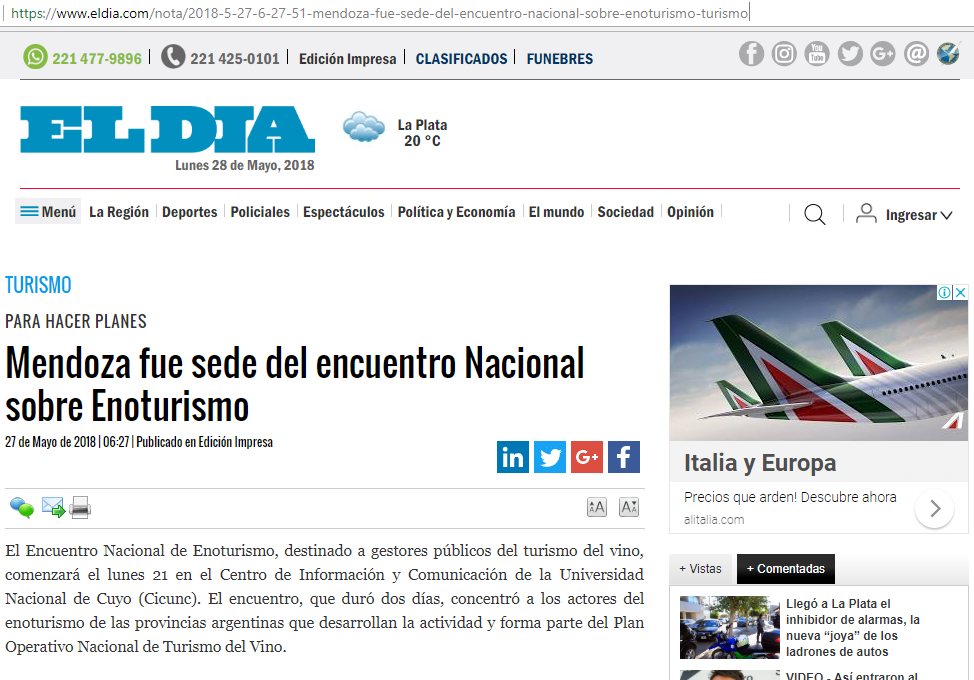 https://www.eldia.com/nota/2018-5-27-6-27-51-mendoza-fue-sede-del-encuentro-nacional-sobre-enoturismo-turismo
221 477-9896 | 221 425-0101 | Edición Impresa | CLASIFICADOS | FUNEBRES
You Tube
G+
@
EL DIA
Lunes 28 de Mayo, 2018
La Plata
20 °C
Menú La Región Deportes Policiales Espectáculos Política y Economía El mundo Sociedad Opinión
Ingresar
TURISMO
PARA HACER PLANES
Mendoza fue sede del encuentro Nacional
sobre Enoturismo
27 de Mayo de 2018 | 06:27 | Publicado en Edición Impresa
in G+ f
AA AA
El Encuentro Nacional de Enoturismo, destinado a gestores públicos del turismo del vino,
comenzará el lunes 21 en el Centro de Información y Comunicación de la Universidad
Nacional de Cuyo (Cicunc). El encuentro, que duró dos días, concentró a los actores del
enoturismo de las provincias argentinas que desarrollan la actividad y forma parte del Plan
Operativo Nacional de Turismo del Vino.
Italia y Europa
Precios que arden! Descubre ahora
alitalia.com
+ Vistas + Comentadas
Llegó a La Plata el
inhibidor de alarmas, la
nueva “joya” de los
ladrones de autos
VIDEO - Así entraron al